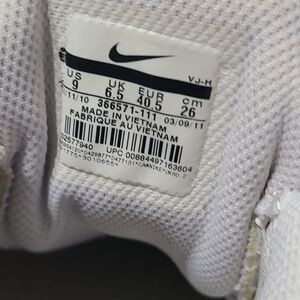 VJ-H
US UK EUR cm
9 6.5 40.5 26
11/10 366571-111 03/09/11
MADE IN VIETNAM
FABRIQUE AU VIETNAM
UPC 00884497163604